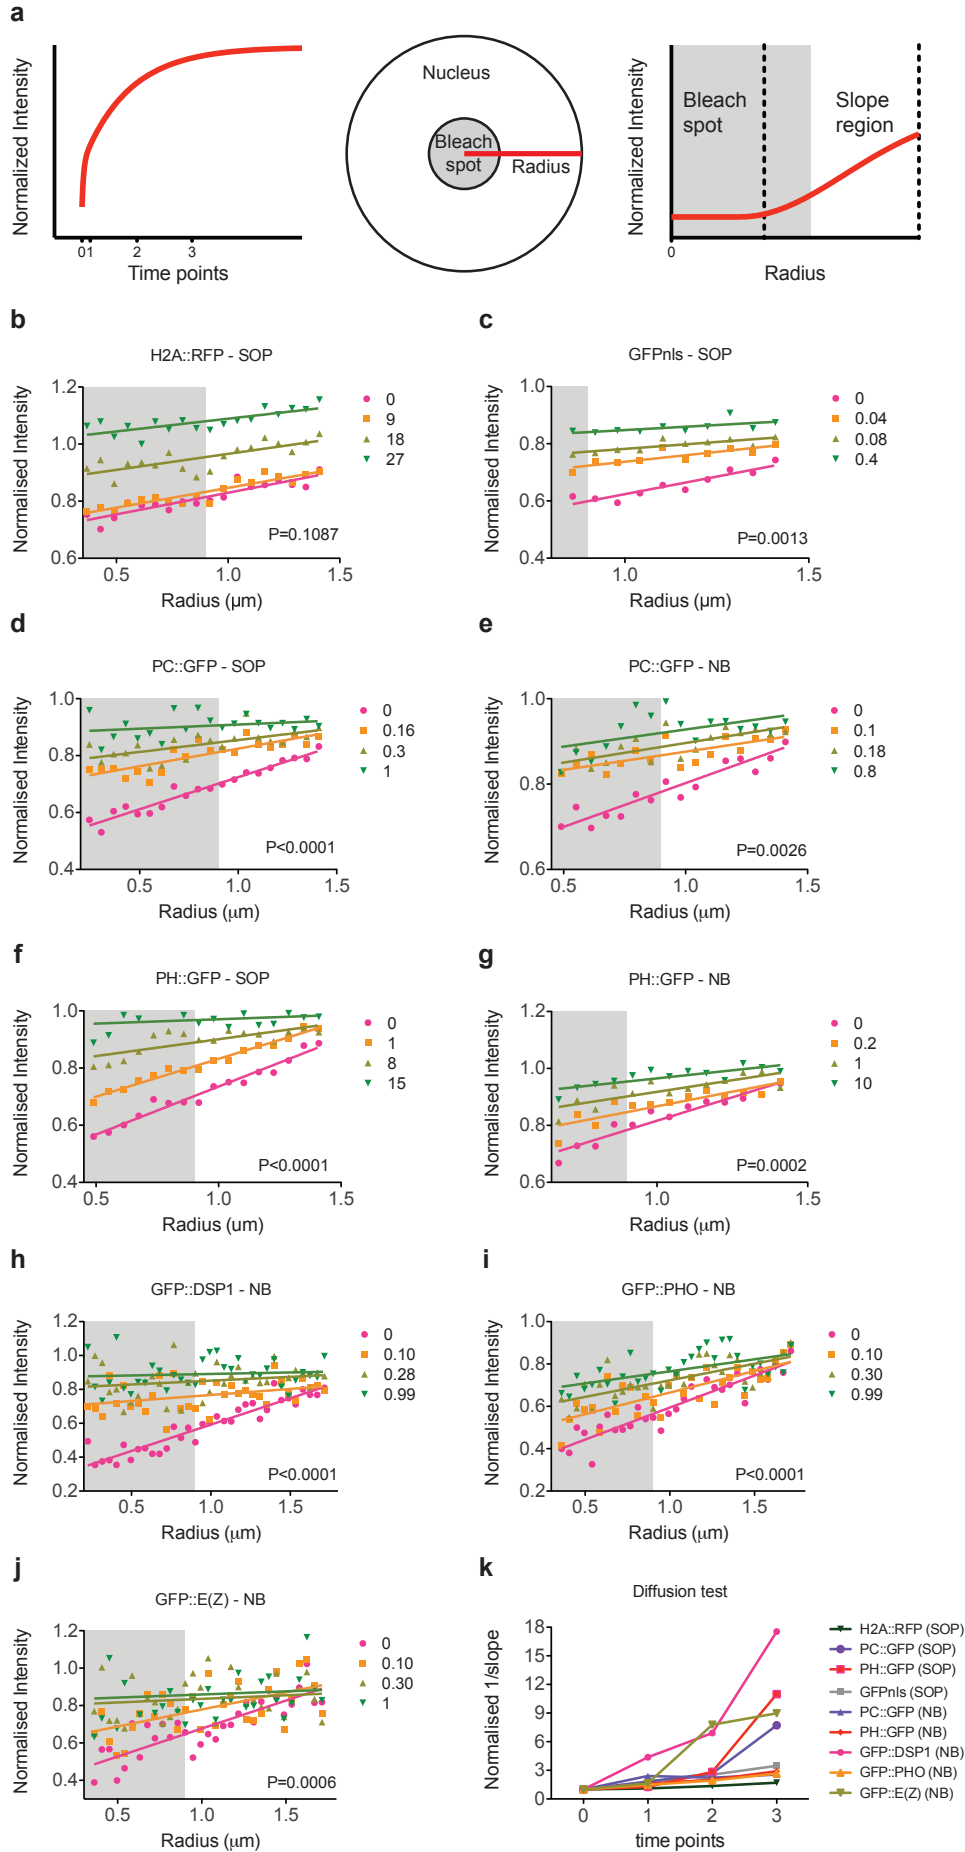 a
Normalized Intensity
0 1 2 3
Time points
Nucleus
Bleach
spot
Radius
Normalized Intensity
Bleach
spot
Slope
region
0
Radius
b
H2A::RFP - SOP
Normalised Intensity
1.2
1.0
0.8
0.6
0.5 1.0 1.5
Radius (µm)
P=0.1087
0
9
18
27
c
GFPnls - SOP
Normalised Intensity
1.0
0.8
0.6
0.4
1.0 1.5
Radius (µm)
P=0.0013
0
0.04
0.08
0.4
d
PC::GFP - SOP
Normalised Intensity
1.0
0.8
0.6
0.4
0.5 1.0 1.5
Radius (µm)
P<0.0001
0
0.16
0.3
1
e
PC::GFP - NB
Normalised Intensity
1.0
0.8
0.6
0.5 1.0 1.5
Radius (µm)
P=0.0026
0
0.1
0.18
0.8
f
PH::GFP - SOP
Normalised Intensity
1.0
0.8
0.6
0.4
0.5 1.0 1.5
Radius (um)
P<0.0001
0
1
8
15
g
PH::GFP - NB
Normalised Intensity
1.2
1.0
0.8
0.6
1.0 1.5
Radius (µm)
P=0.0002
0
0.2
1
10
h
GFP::DSP1 - NB
Normalised Intensity
1.2
1.0
0.8
0.6
0.4
0.2
0.5 1.0 1.5
Radius (µm)
P<0.0001
0
0.10
0.28
0.99
i
GFP::PHO - NB
Normalised Intensity
1.0
0.8
0.6
0.4
0.2
0.5 1.0 1.5
Radius (µm)
P<0.0001
0
0.10
0.30
0.99
j
GFP::E(Z) - NB
Normalised Intensity
1.2
1.0
0.8
0.6
0.4
0.5 1.0 1.5
Radius (µm)
P=0.0006
0
0.10
0.30
1
k
Diffusion test
Normalised 1/slope
18
15
12
9
6
3
0
0 1 2 3
time points
H2A::RFP (SOP)
PC::GFP (SOP)
PH::GFP (SOP)
GFPnls (SOP)
PC::GFP (NB)
PH::GFP (NB)
GFP::DSP1 (NB)
GFP::PHO (NB)
GFP::E(Z) (NB)